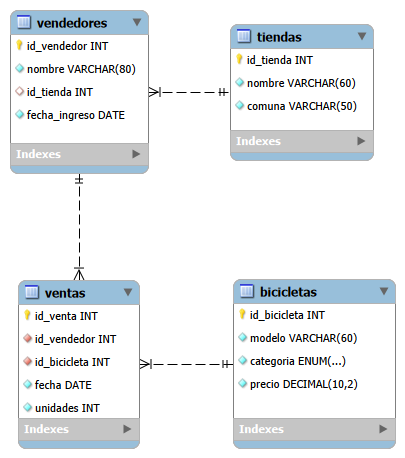 vendedores
id_vendedor INT
nombre VARCHAR(80)
id_tienda INT
fecha_ingreso DATE
Indexes
tiendas
id_tienda INT
nombre VARCHAR(60)
comuna VARCHAR(50)
Indexes
ventas
id_venta INT
id_vendedor INT
id_bicicleta INT
fecha DATE
unidades INT
Indexes
bicicletas
id_bicicleta INT
modelo VARCHAR(60)
categoria ENUM(...)
precio DECIMAL(10,2)
Indexes